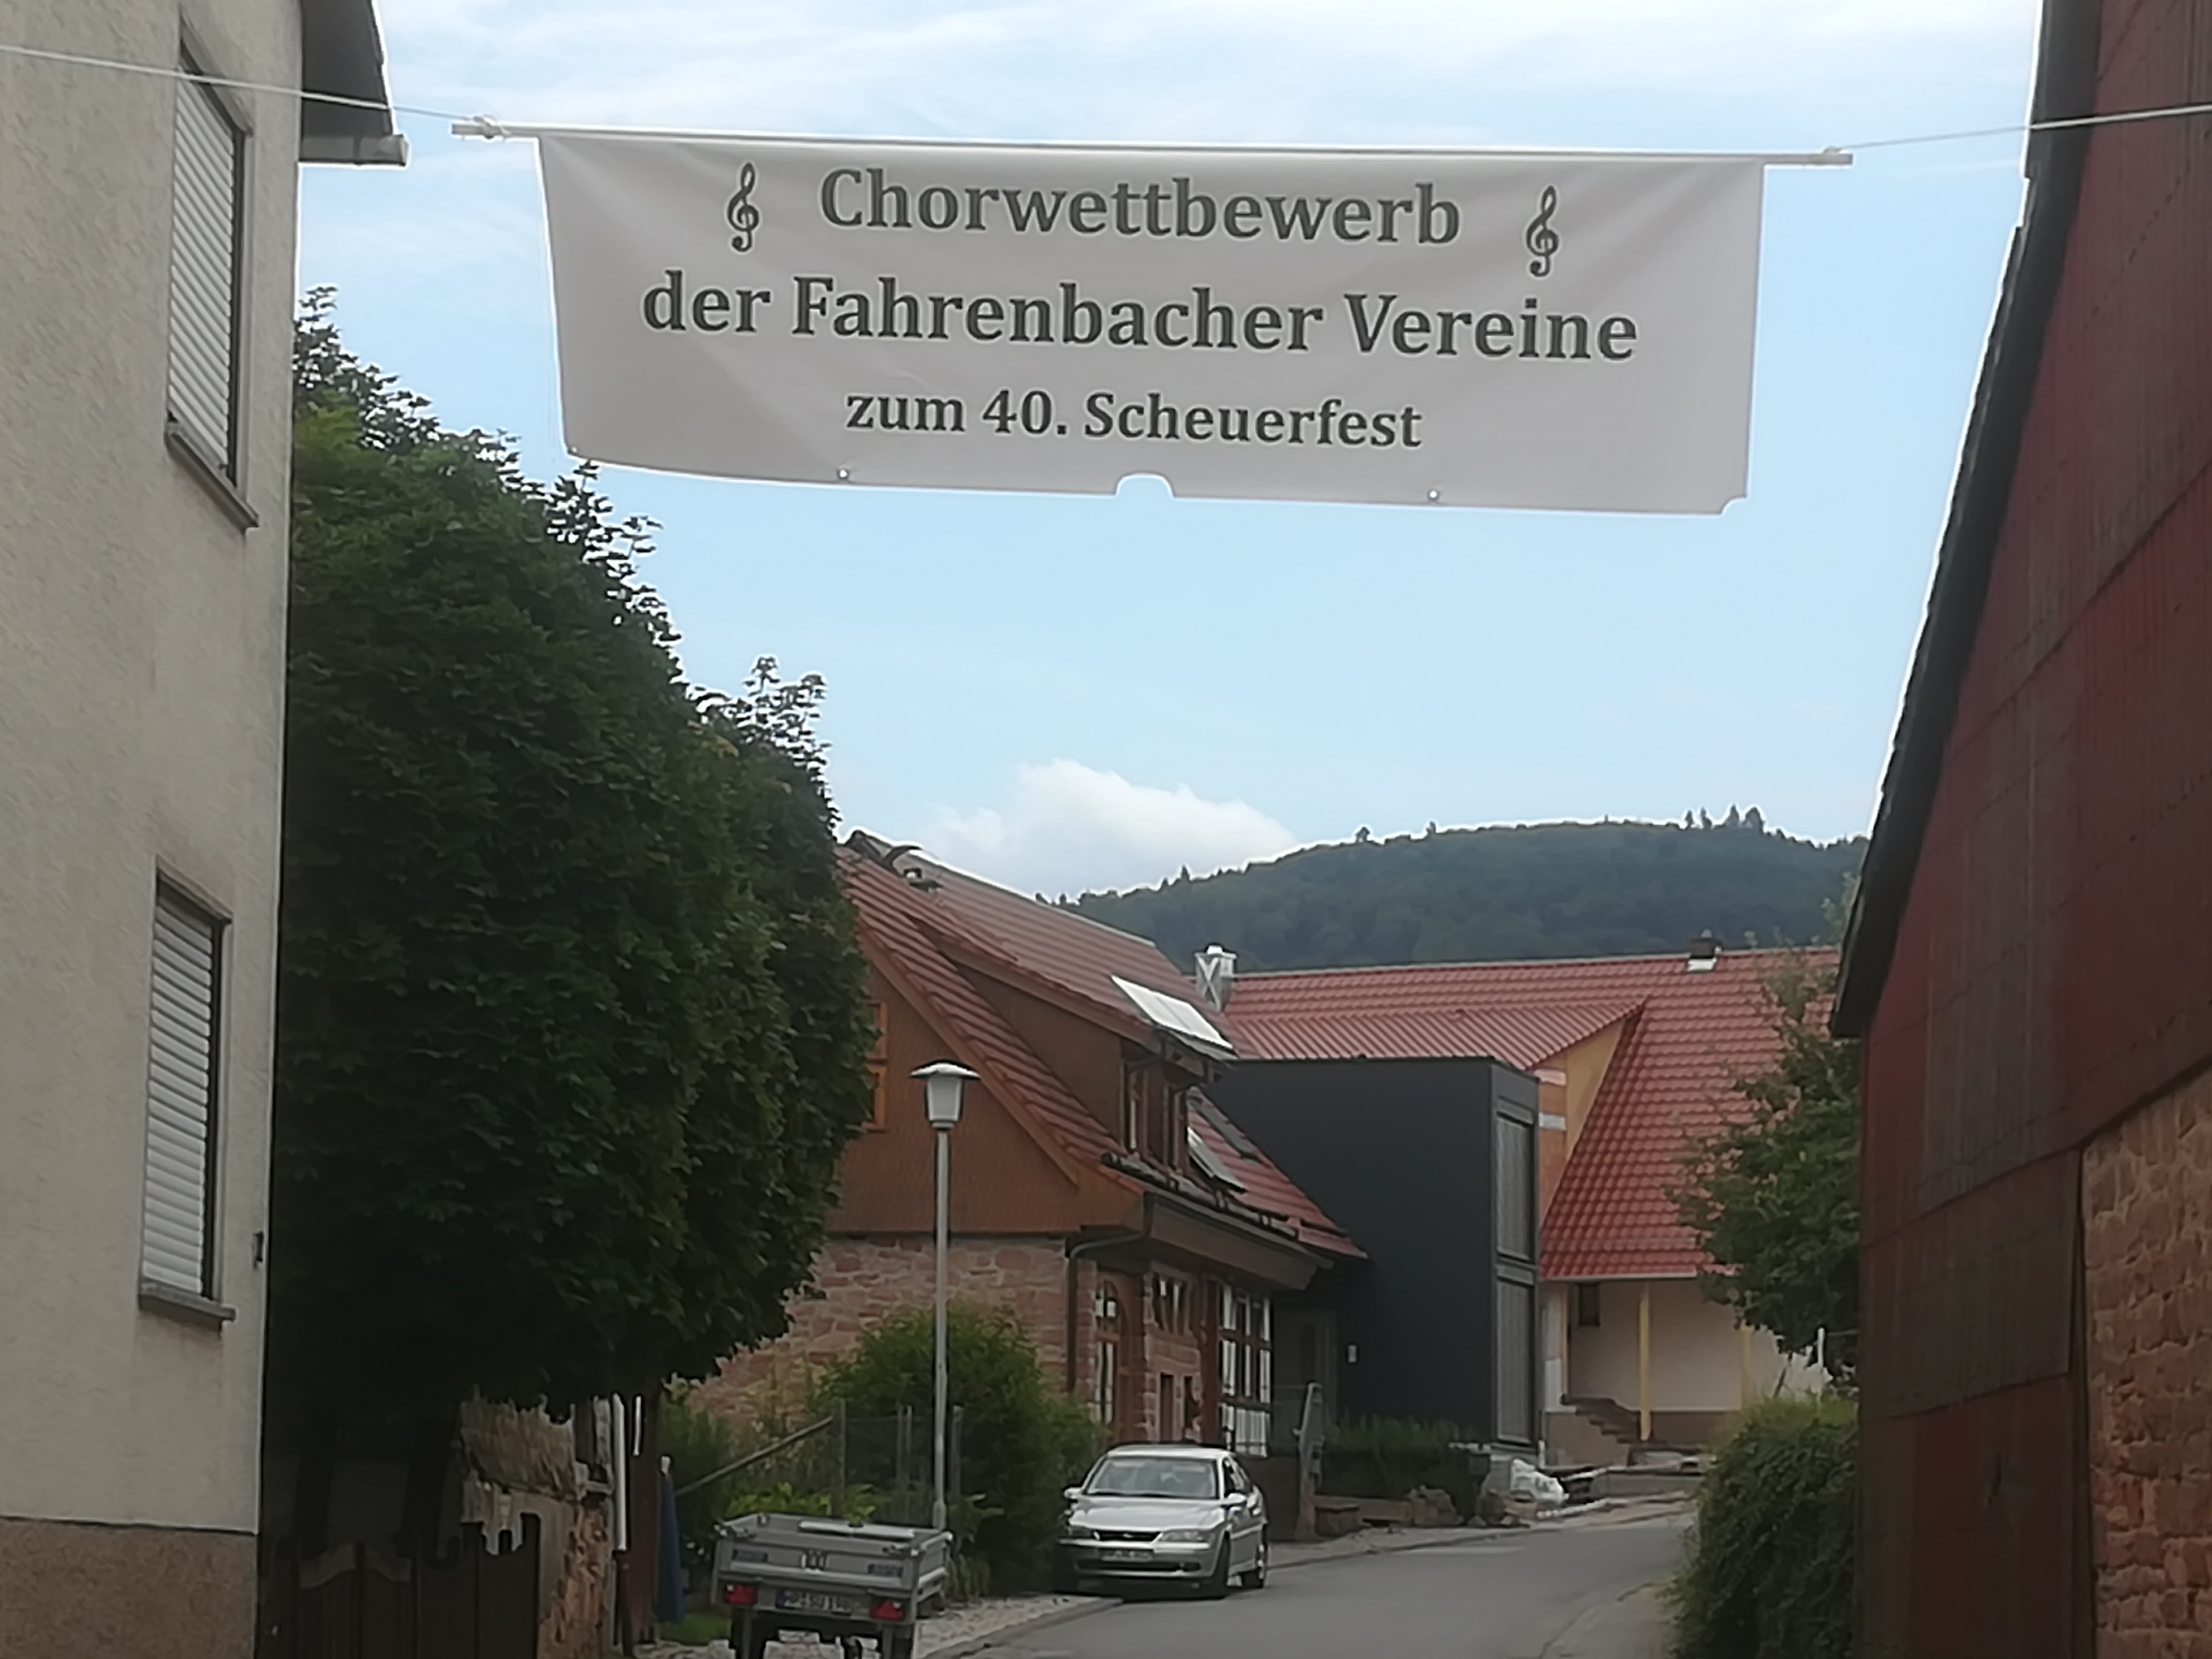 Chorwettbewerb
der Fahrenbacher Vereine
zum 40. Scheuerfest